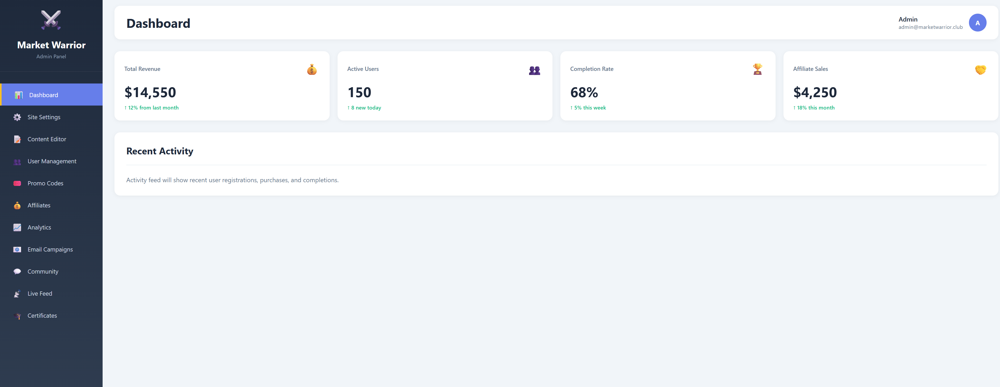 Market Warrior
Admin Panel
Dashboard
Site Settings
Content Editor
User Management
Promo Codes
Affiliates
Analytics
Email Campaigns
Community
Live Feed
Certificates
Dashboard
Admin
admin@marketwarrior.club
A
Total Revenue
$14,550
↑ 12% from last month
Active Users
150
↑ 8 new today
Completion Rate
68%
↑ 5% this week
Affiliate Sales
$4,250
↑ 18% this month
Recent Activity
Activity feed will show recent user registrations, purchases, and completions.